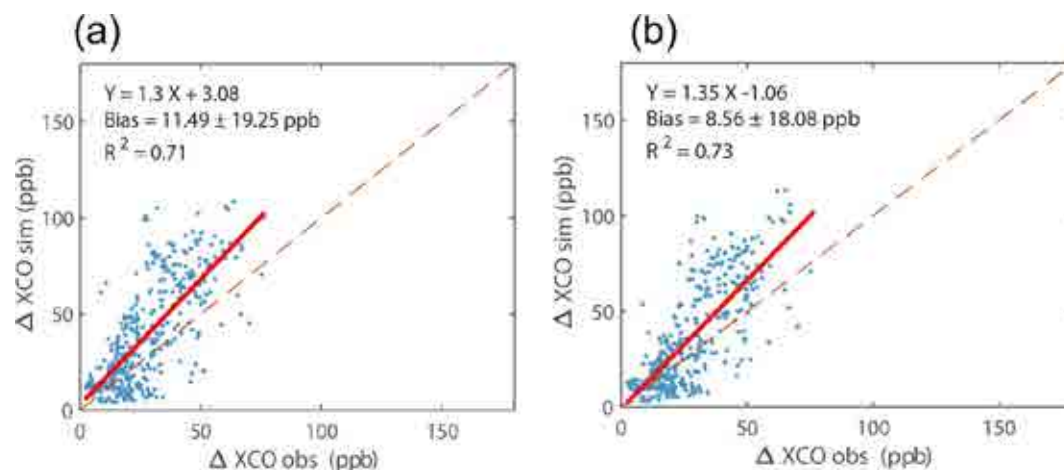 (a)
Y = 1.3 X + 3.08
Bias = 11.49 ± 19.25 ppb
R² = 0.71
Δ XCO sim (ppb)
150
100
50
0
0 50 100 150
Δ XCO obs (ppb)
(b)
Y = 1.35 X -1.06
Bias = 8.56 ± 18.08 ppb
R² = 0.73
Δ XCO sim (ppb)
150
100
50
0
0 50 100 150
Δ XCO obs (ppb)